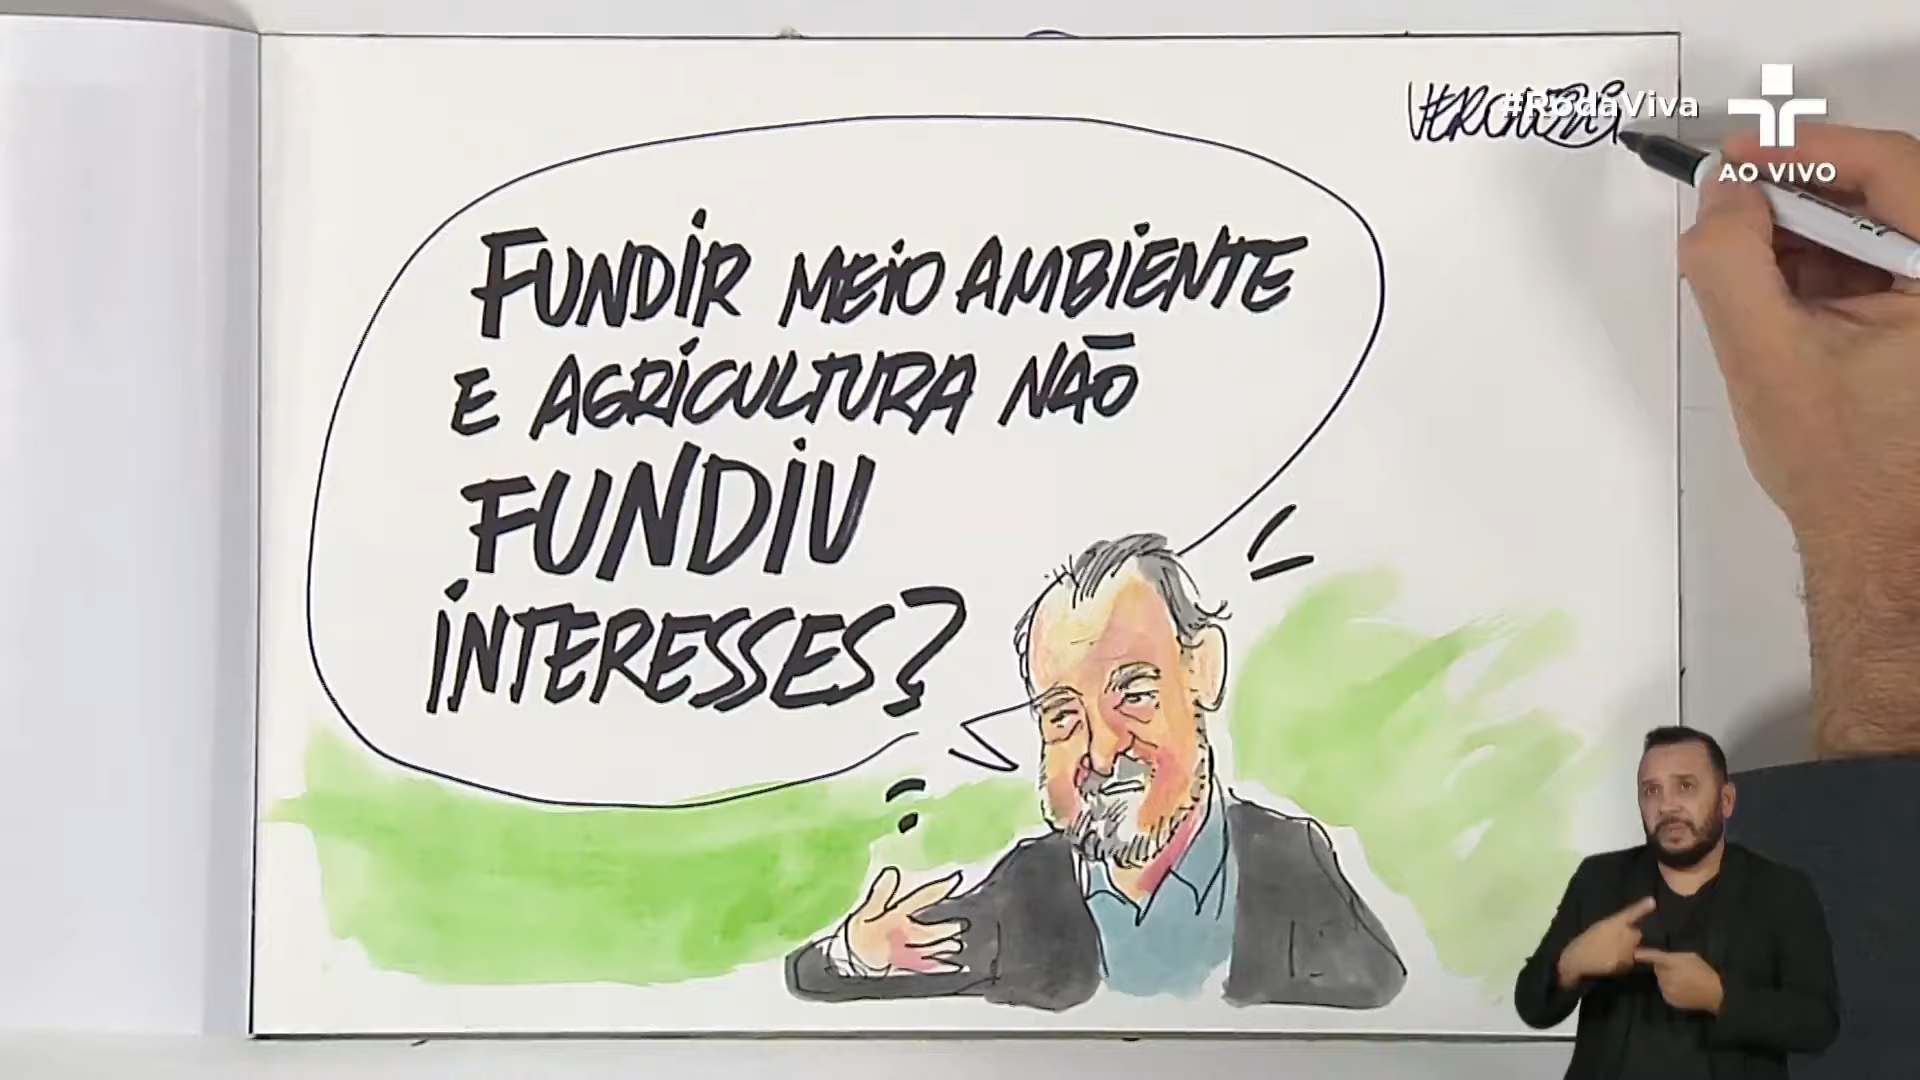 #RodaViva
AO VIVO
FUNDIR MEIO AMBIENTE
E AGRICULTURA NÃO
FUNDIU
INTERESSES?